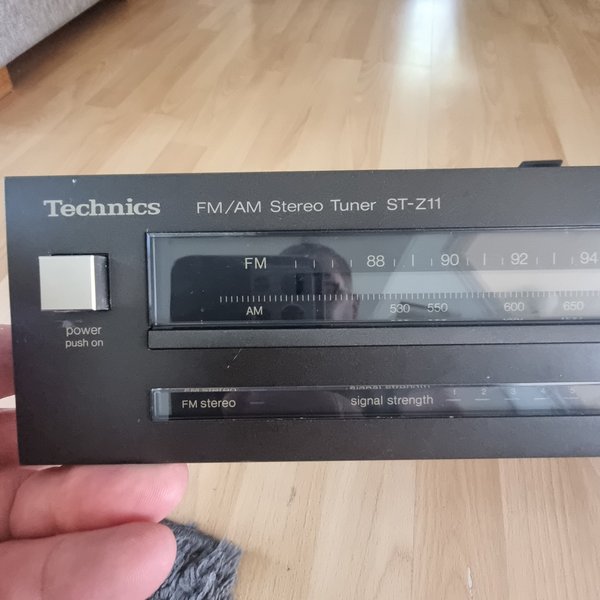 Technics
FM/AM Stereo Tuner ST-Z11
FM 88 90 92 94
AM 530 550 600 650
power
push on
FM stereo signal strength 1 2 3 4